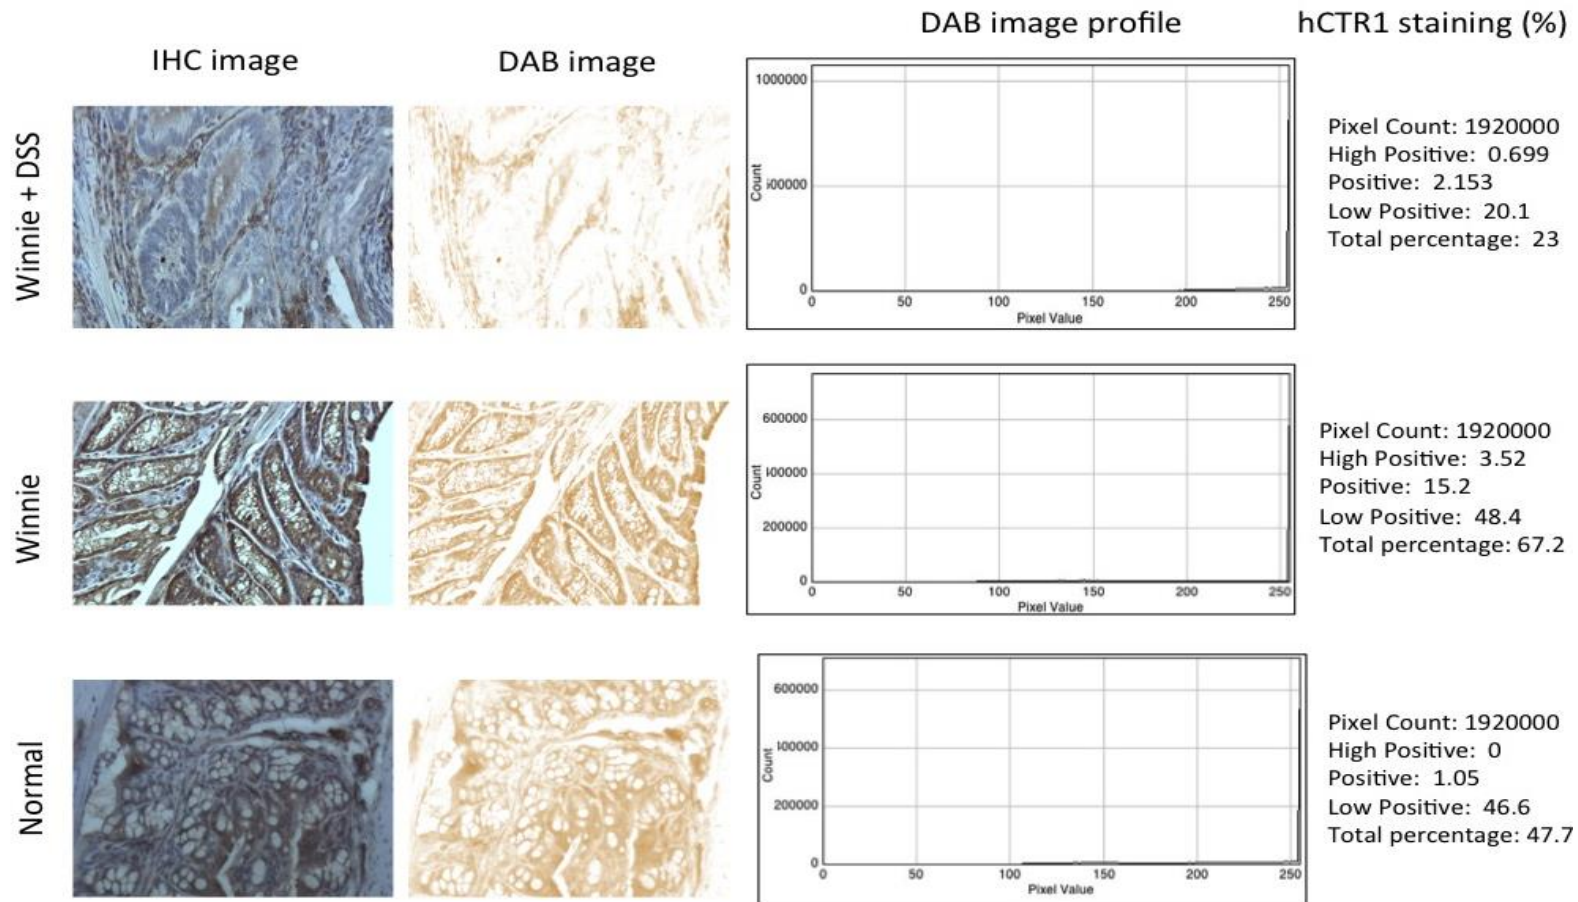 DAB image profile
hCTR1 staining (%)
IHC image
DAB image
Winnie + DSS
1000000
500000
0
Count
0 50 100 150 200 250
Pixel Value
Pixel Count: 1920000
High Positive: 0.699
Positive: 2.153
Low Positive: 20.1
Total percentage: 23
Winnie
600000
400000
200000
0
Count
0 50 100 150 200 250
Pixel Value
Pixel Count: 1920000
High Positive: 3.52
Positive: 15.2
Low Positive: 48.4
Total percentage: 67.2
Normal
600000
400000
200000
0
Count
0 50 100 150 200 250
Pixel Value
Pixel Count: 1920000
High Positive: 0
Positive: 1.05
Low Positive: 46.6
Total percentage: 47.7